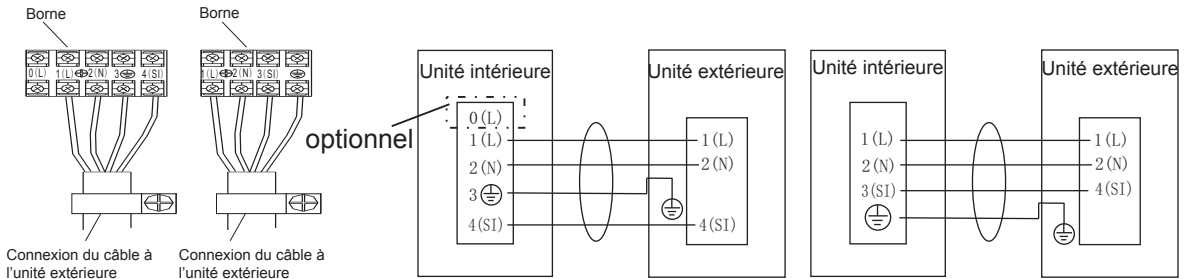 Borne
0(L) 1(L) 2(N) 3 4(SI)
Connexion du câble à
l'unité extérieure
Borne
1(L) 2(N) 3(SI)
Connexion du câble à
l'unité extérieure
Unité intérieure
optionnel
0(L)
1(L)
2(N)
3
4(SI)
Unité extérieure
1(L)
2(N)
4(SI)
Unité intérieure
1(L)
2(N)
3(SI)
Unité extérieure
1(L)
2(N)
4(SI)